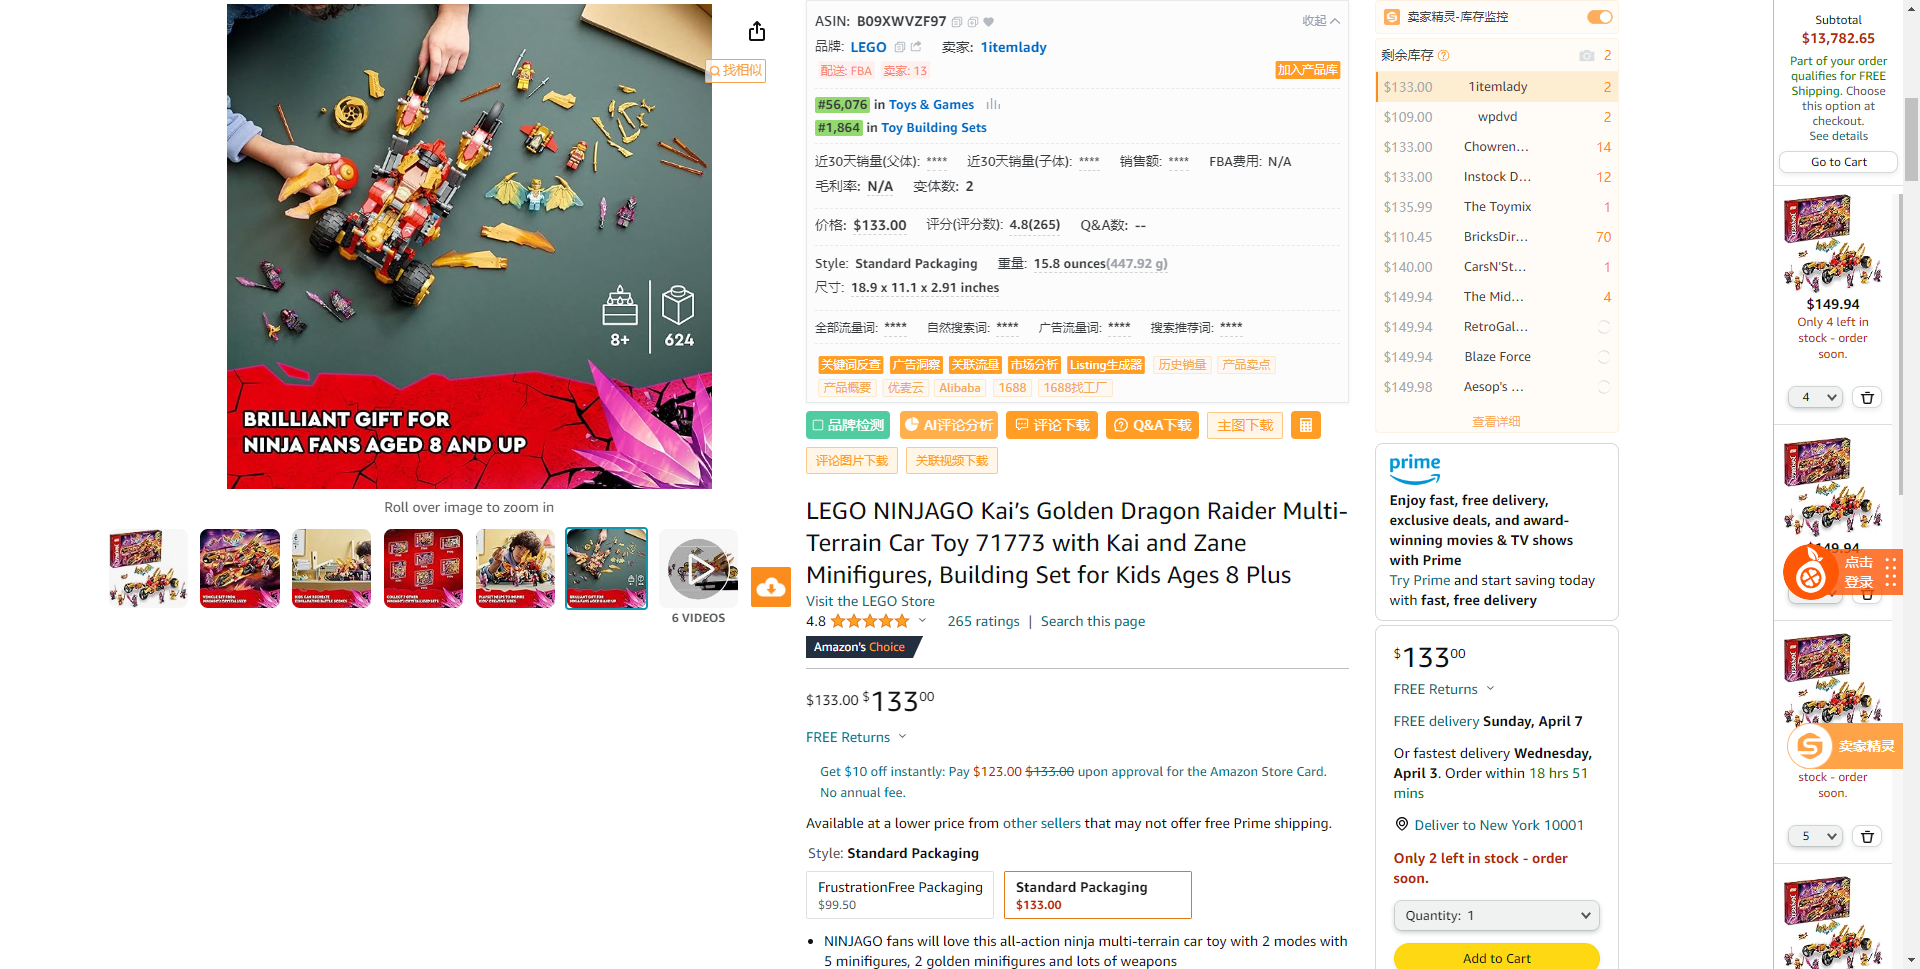 8+
624
BRILLIANT GIFT FOR
NINJA FANS AGED 8 AND UP
找相似
Roll over image to zoom in
6 VIDEOS
ASIN: B09XWVZF97
收起
品牌: LEGO 卖家: 1itemlady
配送: FBA 卖家: 13
加入产品库
#56,076 in Toys & Games
#1,864 in Toy Building Sets
近30天销量(父体): **** 近30天销量(子体): **** 销售额: **** FBA费用: N/A
毛利率: N/A 变体数: 2
价格: $133.00 评分(评分数): 4.8(265) Q&A数: --
Style: Standard Packaging 重量: 15.8 ounces(447.92 g)
尺寸: 18.9 x 11.1 x 2.91 inches
全部流量词: **** 自然搜索词: **** 广告流量词: **** 搜索推荐词: ****
关键词反查 广告洞察 关联流量 市场分析 Listing生成器 历史销量 产品卖点
产品概要 优麦云 Alibaba 1688 1688找工厂
品牌检测 AI评论分析 评论下载 Q&A下载 主图下载
评论图片下载 关联视频下载
LEGO NINJAGO Kai’s Golden Dragon Raider Multi-
Terrain Car Toy 71773 with Kai and Zane
Minifigures, Building Set for Kids Ages 8 Plus
Visit the LEGO Store
4.8 265 ratings | Search this page
Amazon's Choice
$133.00 $133 00
FREE Returns
Get $10 off instantly: Pay $123.00 $133.00 upon approval for the Amazon Store Card.
No annual fee.
Available at a lower price from other sellers that may not offer free Prime shipping.
Style: Standard Packaging
FrustrationFree Packaging
$99.50
Standard Packaging
$133.00
• NINJAGO fans will love this all-action ninja multi-terrain car toy with 2 modes with
5 minifigures, 2 golden minifigures and lots of weapons
卖家精灵-库存监控
剩余库存 2
$133.00 1itemlady 2
$109.00 wpdvd 2
$133.00 Chowren... 14
$133.00 Instock D... 12
$135.99 The Toymix 1
$110.45 BricksDir... 70
$140.00 CarsN'St... 1
$149.94 The Mid... 4
$149.94 RetroGal...
$149.94 Blaze Force
$149.98 Aesop's ...
查看详细
prime
Enjoy fast, free delivery,
exclusive deals, and award-
winning movies & TV shows
with Prime
Try Prime and start saving today
with fast, free delivery
$133 00
FREE Returns
FREE delivery Sunday, April 7
Or fastest delivery Wednesday,
April 3. Order within 18 hrs 51
mins
Deliver to New York 10001
Only 2 left in stock - order
soon.
Quantity: 1
Add to Cart
Subtotal
$13,782.65
Part of your order
qualifies for FREE
Shipping. Choose
this option at
checkout.
See details
Go to Cart
$149.94
Only 4 left in
stock - order
soon.
4
$149.94
点击
登录
卖家精灵
stock - order
soon.
5